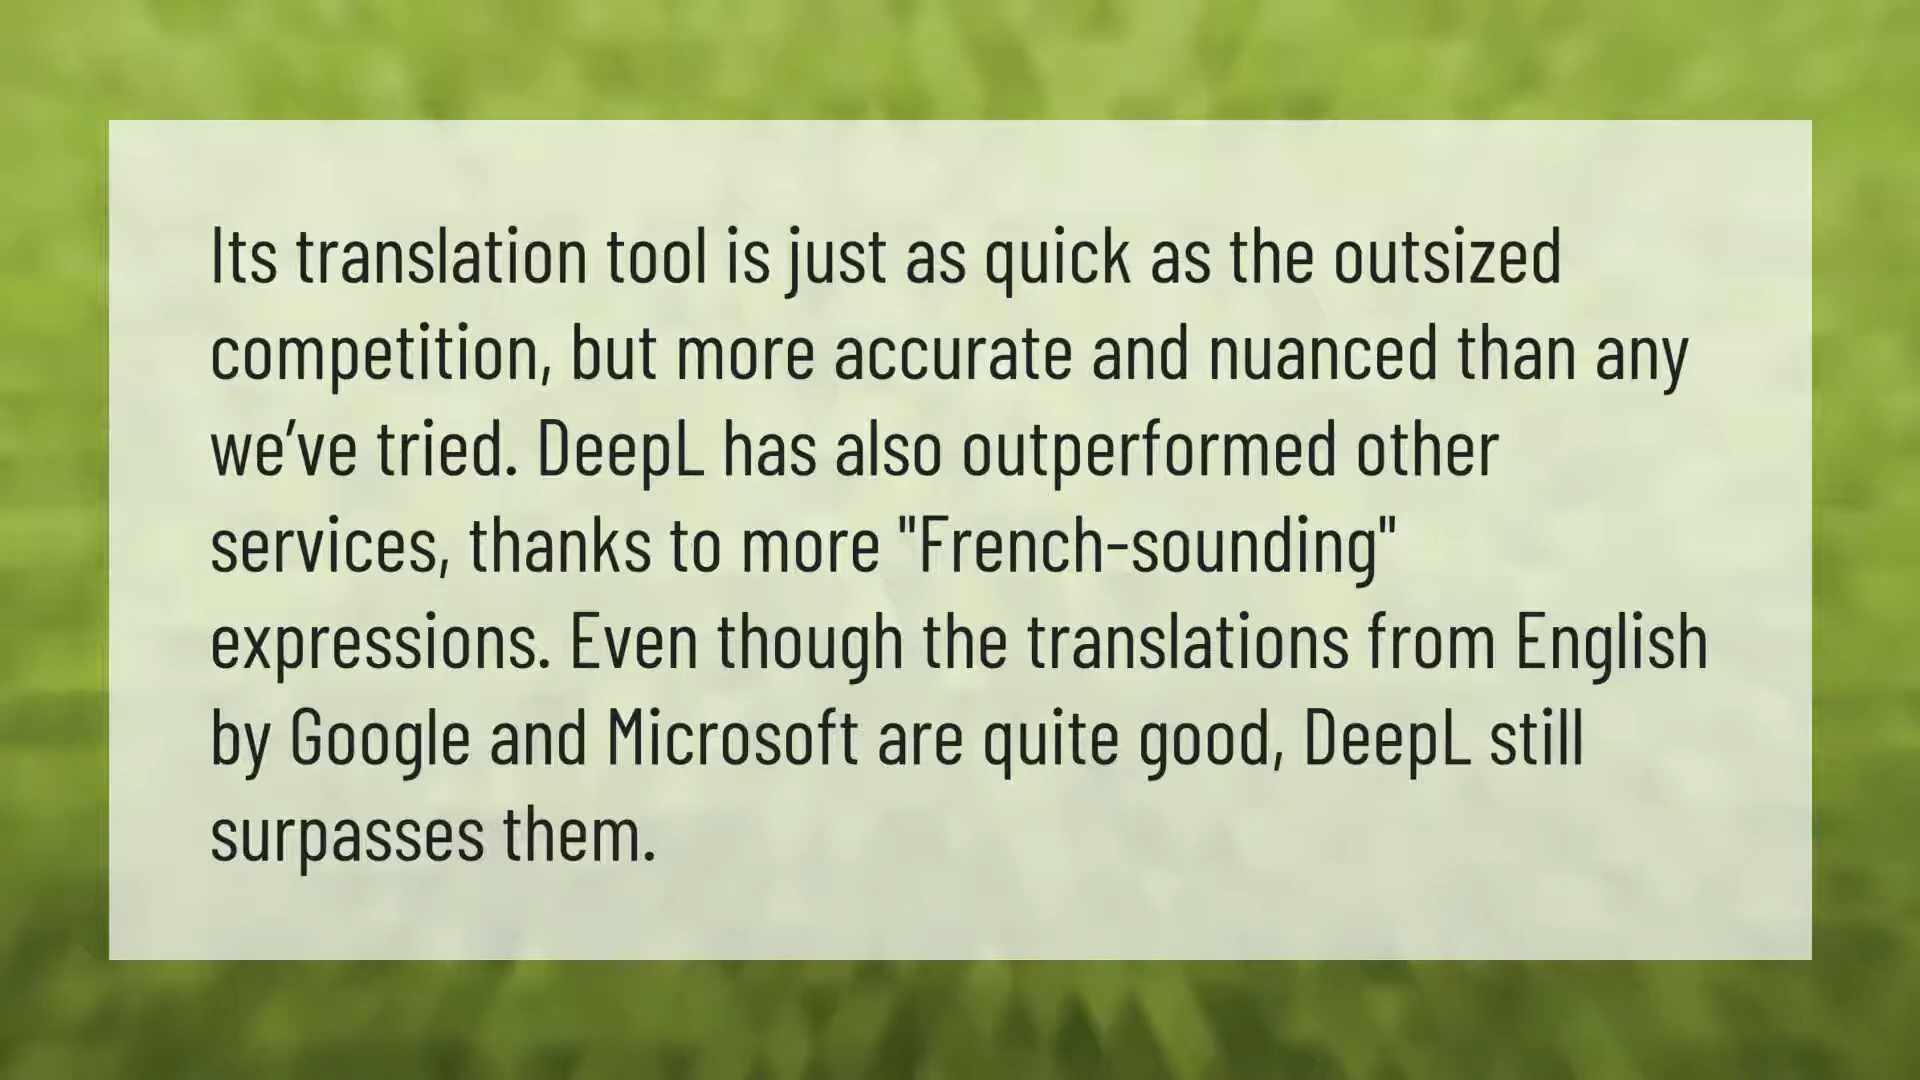 Its translation tool is just as quick as the outsized
competition, but more accurate and nuanced than any
we’ve tried. DeepL has also outperformed other
services, thanks to more "French-sounding"
expressions. Even though the translations from English
by Google and Microsoft are quite good, DeepL still
surpasses them.